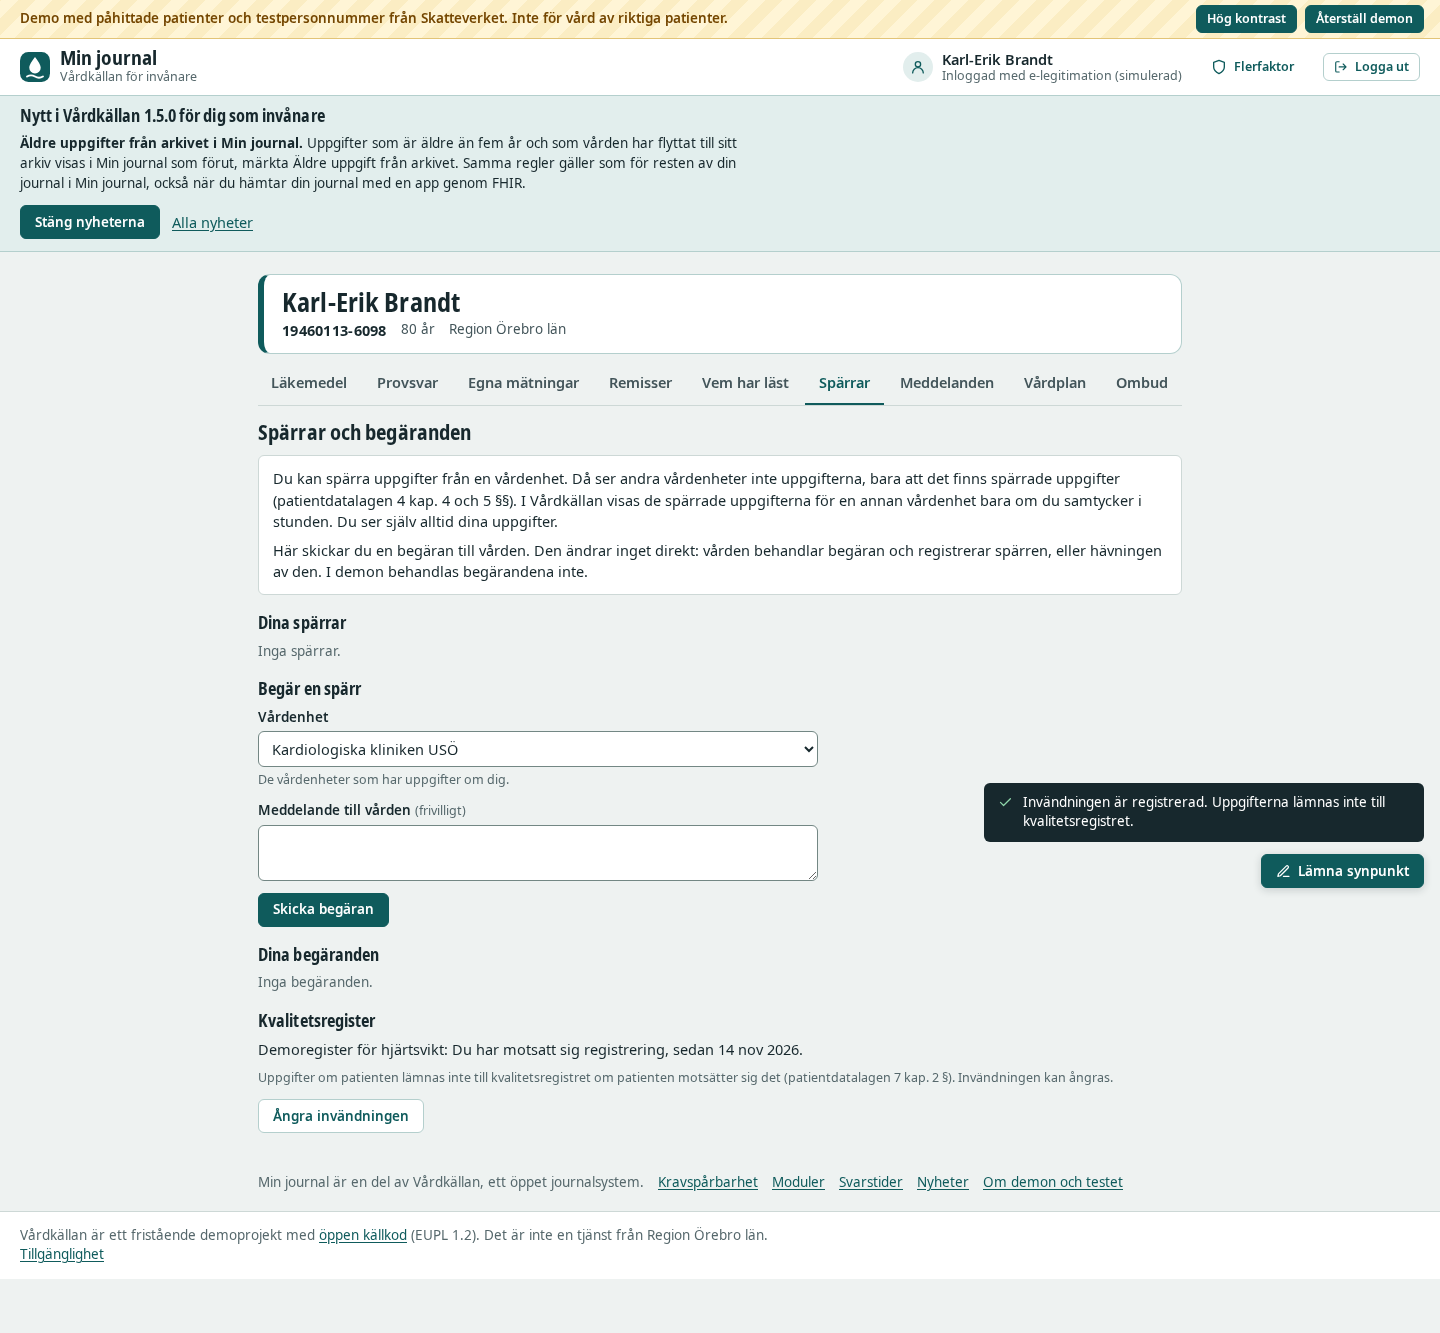 Demo med påhittade patienter och testpersonnummer från Skatteverket. Inte för vård av riktiga patienter.
Hög kontrast
Återställ demon
Min journal
Vårdkällan för invånare
Karl-Erik Brandt
Inloggad med e-legitimation (simulerad)
Flerfaktor
Logga ut
Nytt i Vårdkällan 1.5.0 för dig som invånare
Äldre uppgifter från arkivet i Min journal. Uppgifter som är äldre än fem år och som vården har flyttat till sitt
arkiv visas i Min journal som förut, märkta Äldre uppgift från arkivet. Samma regler gäller som för resten av din
journal i Min journal, också när du hämtar din journal med en app genom FHIR.
Stäng nyheterna
Alla nyheter
Karl-Erik Brandt
19460113-6098 80 år Region Örebro län
Läkemedel Provsvar Egna mätningar Remisser Vem har läst Spärrar Meddelanden Vårdplan Ombud
Spärrar och begäranden
Du kan spärra uppgifter från en vårdenhet. Då ser andra vårdenheter inte uppgifterna, bara att det finns spärrade uppgifter
(patientdatalagen 4 kap. 4 och 5 §§). I Vårdkällan visas de spärrade uppgifterna för en annan vårdenhet bara om du samtycker i
stunden. Du ser själv alltid dina uppgifter.
Här skickar du en begäran till vården. Den ändrar inget direkt: vården behandlar begäran och registrerar spärren, eller hävningen
av den. I demon behandlas begärandena inte.
Dina spärrar
Inga spärrar.
Begär en spärr
Vårdenhet
Kardiologiska kliniken USÖ
De vårdenheter som har uppgifter om dig.
Meddelande till vården (frivilligt)
Invändningen är registrerad. Uppgifterna lämnas inte till
kvalitetsregistret.
Lämna synpunkt
Skicka begäran
Dina begäranden
Inga begäranden.
Kvalitetsregister
Demoregister för hjärtsvikt: Du har motsatt sig registrering, sedan 14 nov 2026.
Uppgifter om patienten lämnas inte till kvalitetsregistret om patienten motsätter sig det (patientdatalagen 7 kap. 2 §). Invändningen kan ångras.
Ångra invändningen
Min journal är en del av Vårdkällan, ett öppet journalsystem. Kravspårbarhet Moduler Svarstider Nyheter Om demon och testet
Vårdkällan är ett fristående demoprojekt med öppen källkod (EUPL 1.2). Det är inte en tjänst från Region Örebro län.
Tillgänglighet